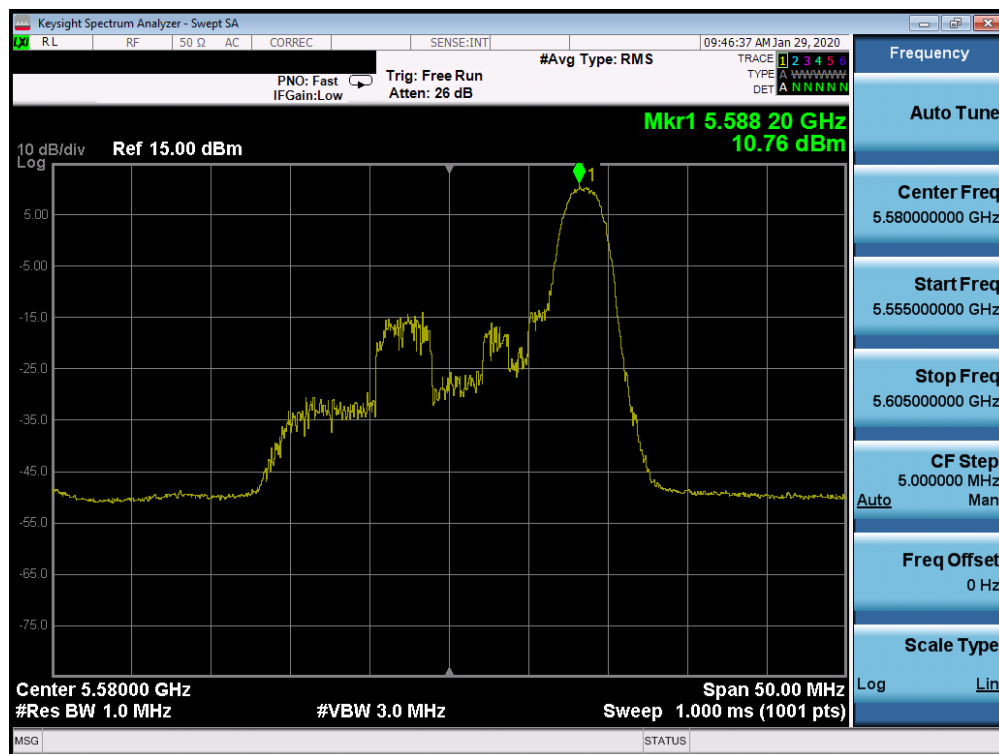 Keysight Spectrum Analyzer - Swept SA
LXI RL RF 50 Ω AC CORREC SENSE:INT 09:46:37 AM Jan 29, 2020
PNO: Fast
IFGain:Low
Trig: Free Run
Atten: 26 dB
#Avg Type: RMS
TRACE 1 2 3 4 5 6
TYPE A WWWWW
DET A N N N N N
Mkr1 5.588 20 GHz
10.76 dBm
10 dB/div Ref 15.00 dBm
Log
1
5.00
-5.00
-15.0
-25.0
-35.0
-45.0
-55.0
-65.0
-75.0
Center 5.58000 GHz Span 50.00 MHz
#Res BW 1.0 MHz #VBW 3.0 MHz Sweep 1.000 ms (1001 pts)
MSG STATUS
Frequency
Auto Tune
Center Freq
5.580000000 GHz
Start Freq
5.555000000 GHz
Stop Freq
5.605000000 GHz
CF Step
5.000000 MHz
Auto Man
Freq Offset
0 Hz
Scale Type
Log Lin